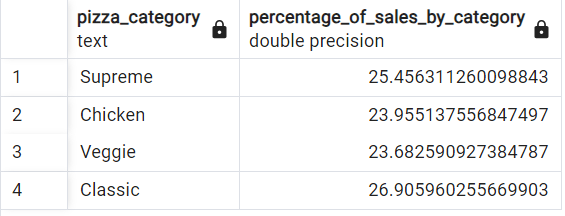 pizza_category percentage_of_sales_by_category
text double precision
1 Supreme 25.456311260098843
2 Chicken 23.955137556847497
3 Veggie 23.682590927384787
4 Classic 26.905960255669903